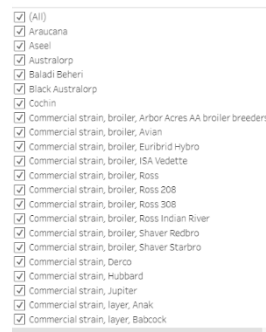 (All)
Araucana
Aseel
Australorp
Baladi Beheri
Black Australorp
Cochin
Commercial strain, broiler, Arbor Acres AA broiler breeders
Commercial strain, broiler, Avian
Commercial strain, broiler, Euribrid Hybro
Commercial strain, broiler, ISA Vedette
Commercial strain, broiler, Ross
Commercial strain, broiler, Ross 208
Commercial strain, broiler, Ross 308
Commercial strain, broiler, Ross Indian River
Commercial strain, broiler, Shaver Redbro
Commercial strain, broiler, Shaver Starbro
Commercial strain, Derco
Commercial strain, Hubbard
Commercial strain, Jupiter
Commercial strain, layer, Anak
Commercial strain, layer, Babcock